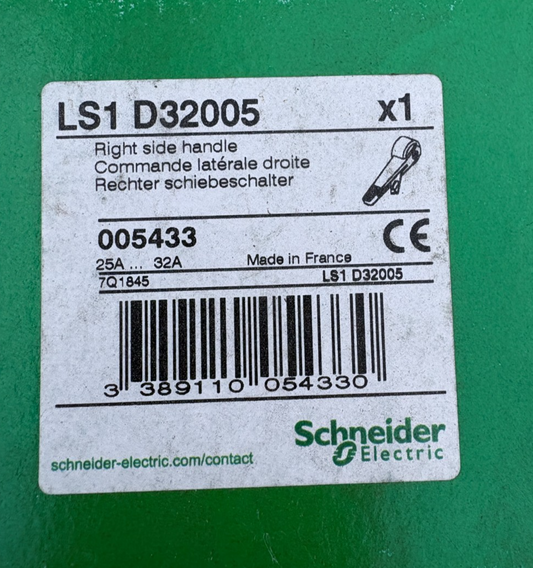 LS1 D32005 x1
Right side handle
Commande latérale droite
Rechter schiebeschalter
005433 CE
25A ... 32A Made in France
7Q1845 LS1 D32005
3 389110 054330
Schneider
Electric
schneider-electric.com/contact